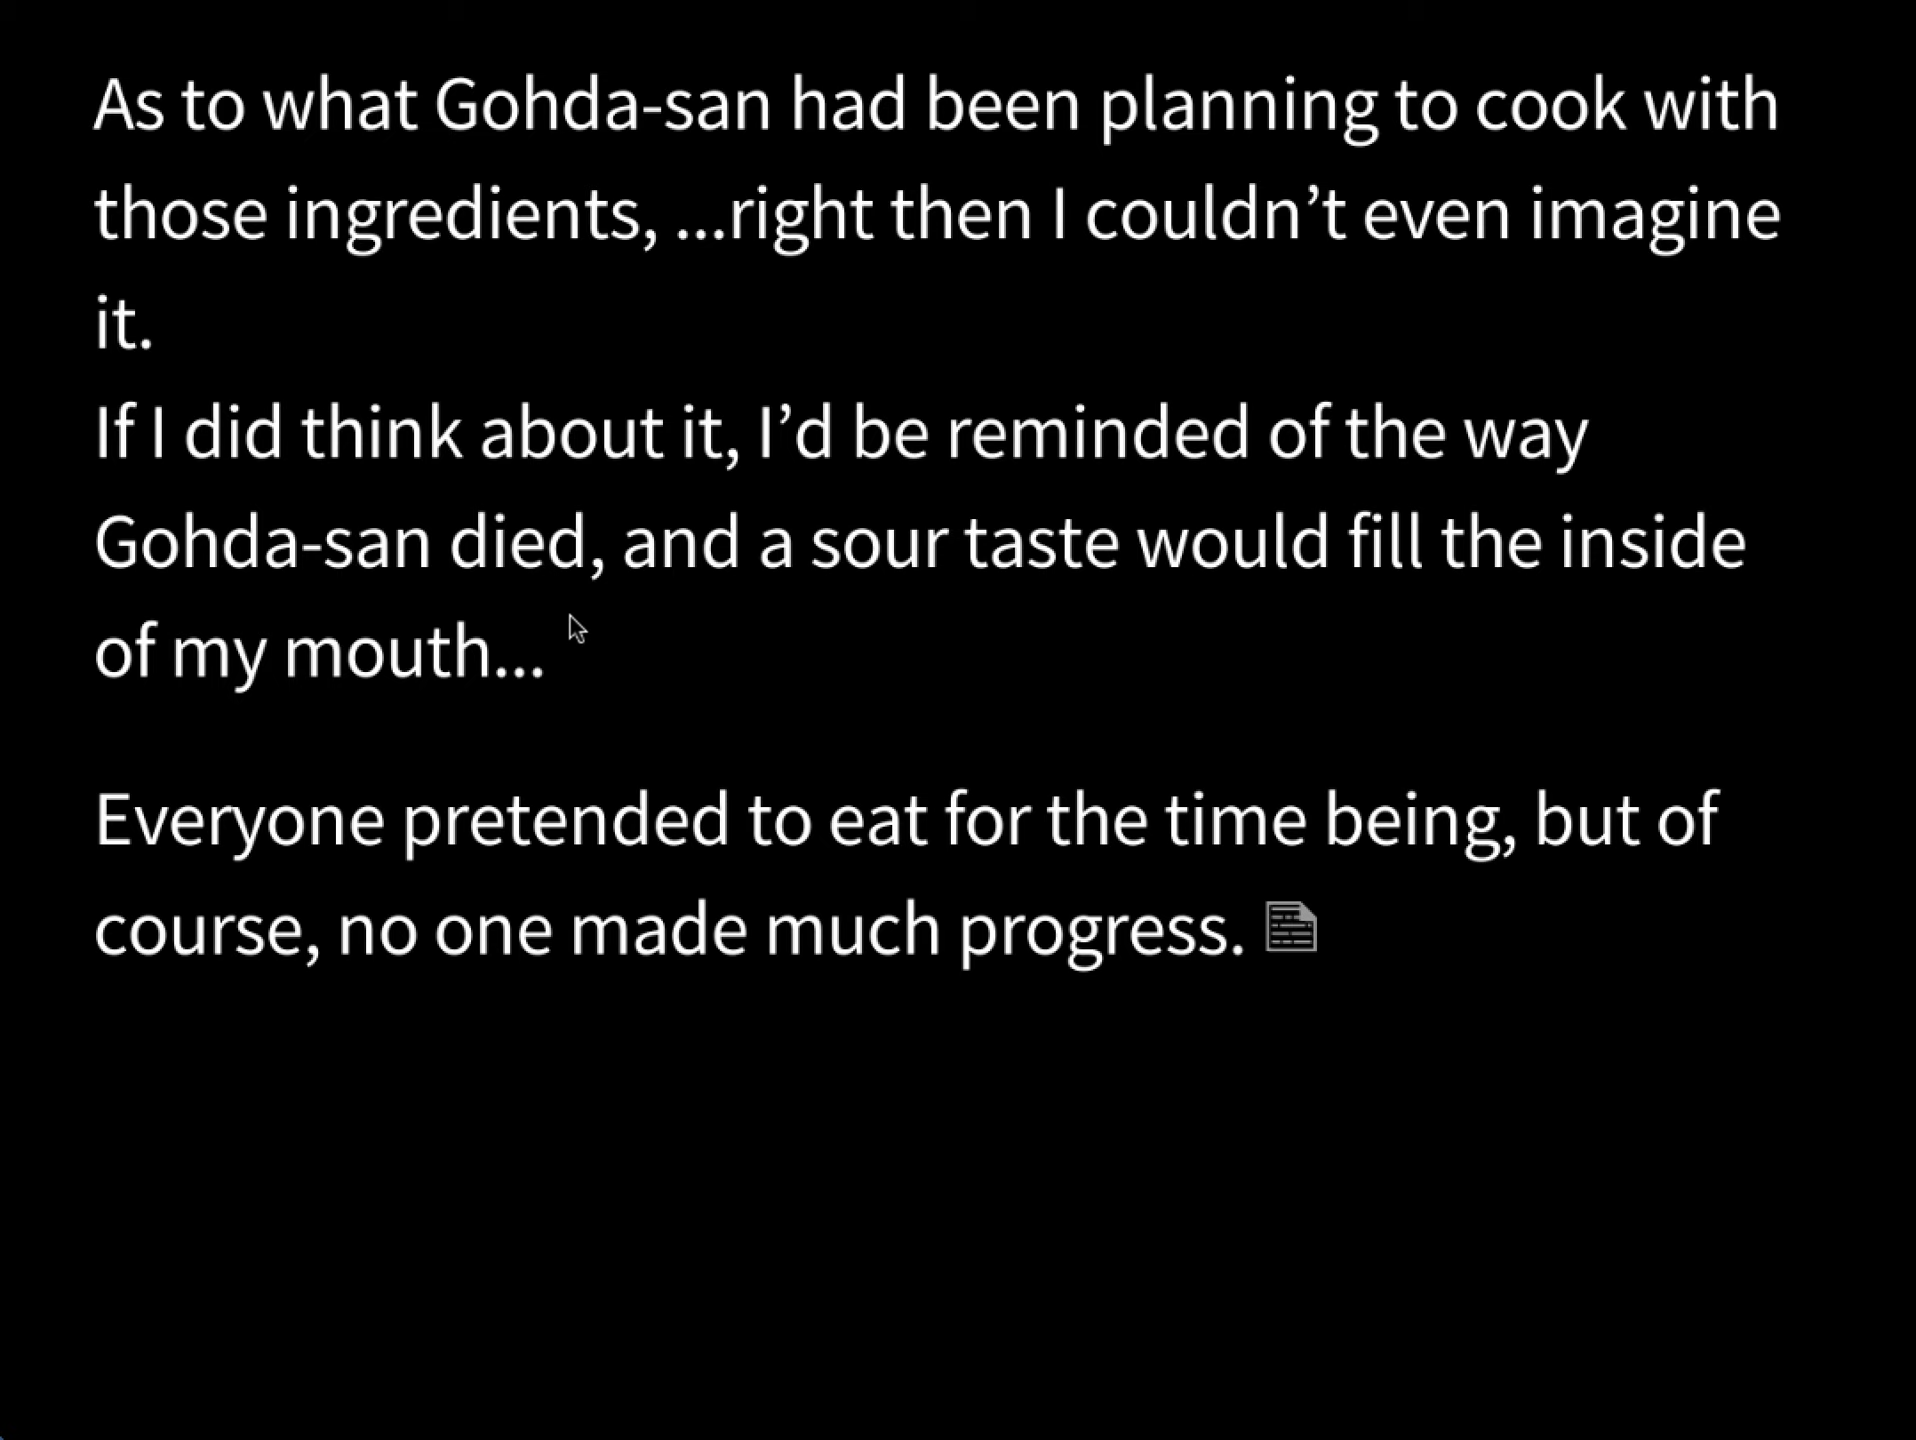 As to what Gohda-san had been planning to cook with
those ingredients, ...right then I couldn’t even imagine
it.
If I did think about it, I’d be reminded of the way
Gohda-san died, and a sour taste would fill the inside
of my mouth...
Everyone pretended to eat for the time being, but of
course, no one made much progress.